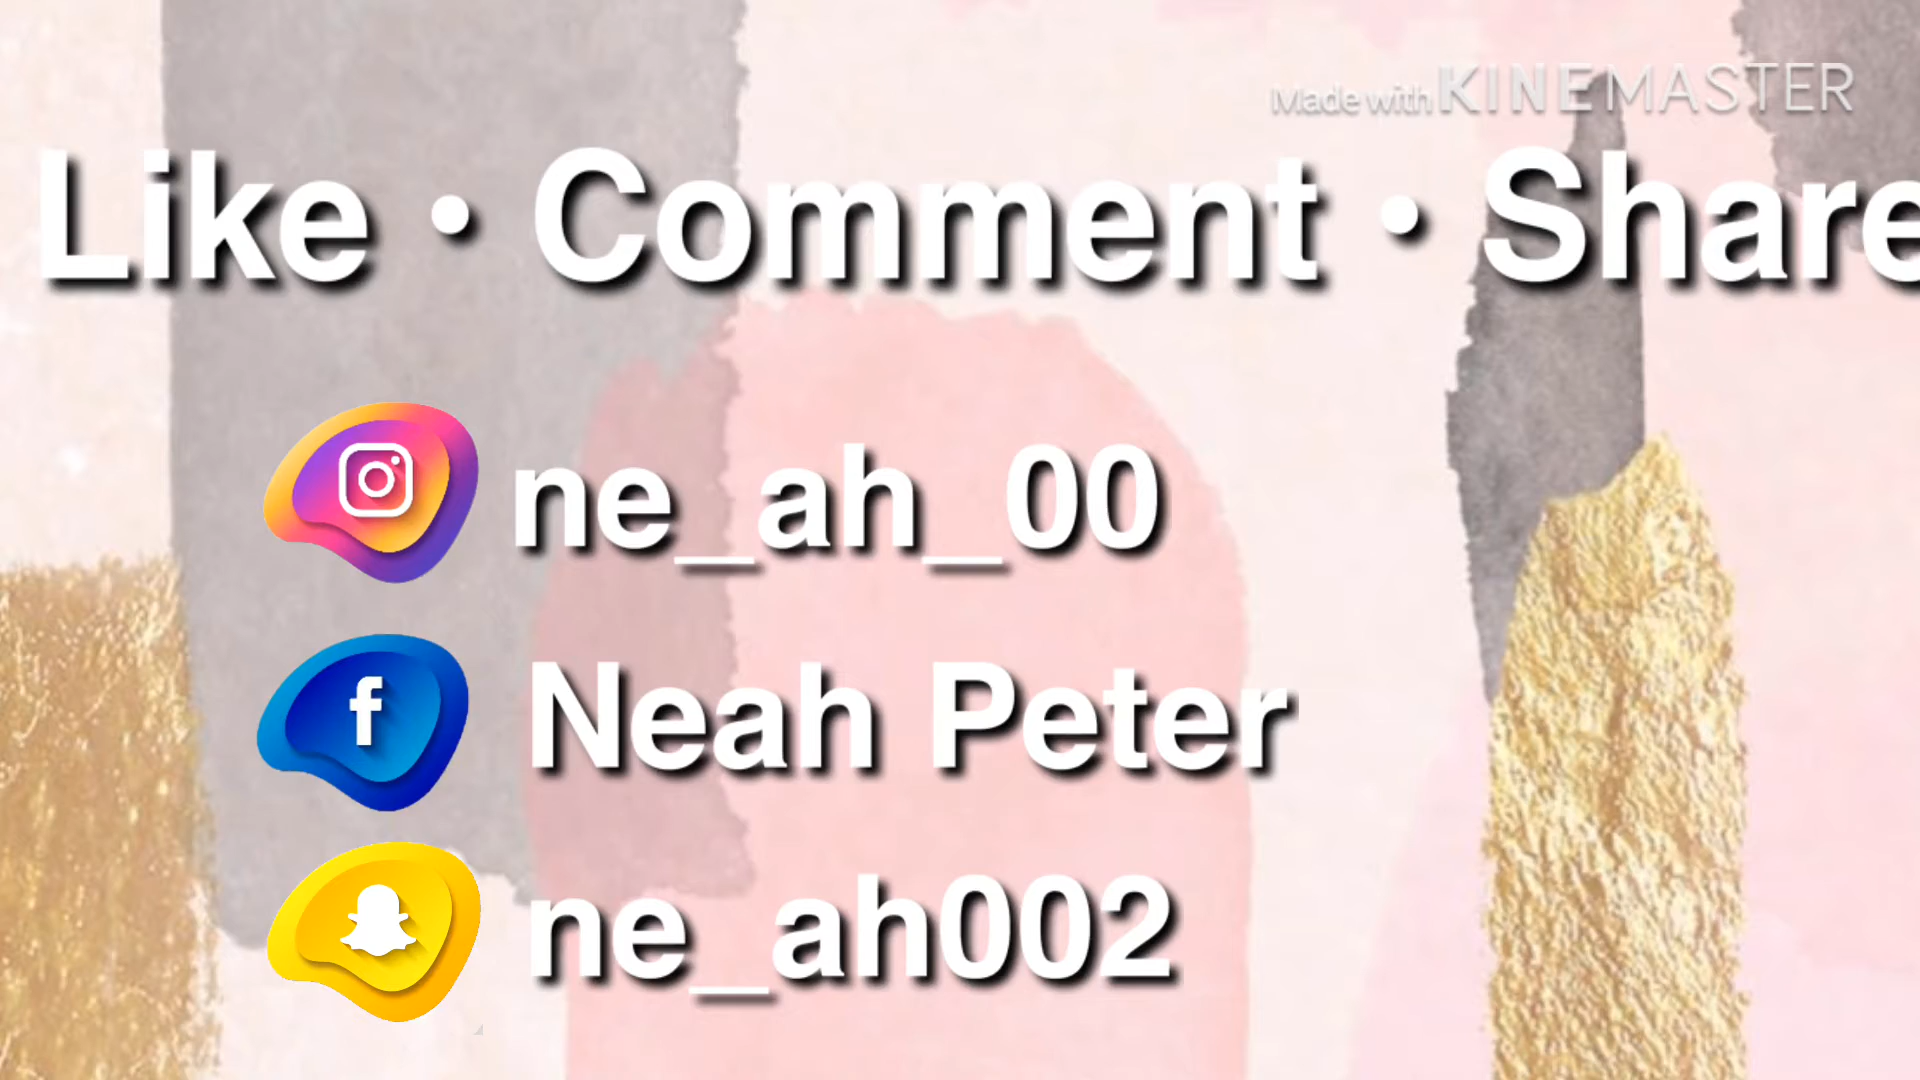 Made with KINEMASTER
Like • Comment • Share
ne_ah_00
f
Neah Peter
ne_ah002